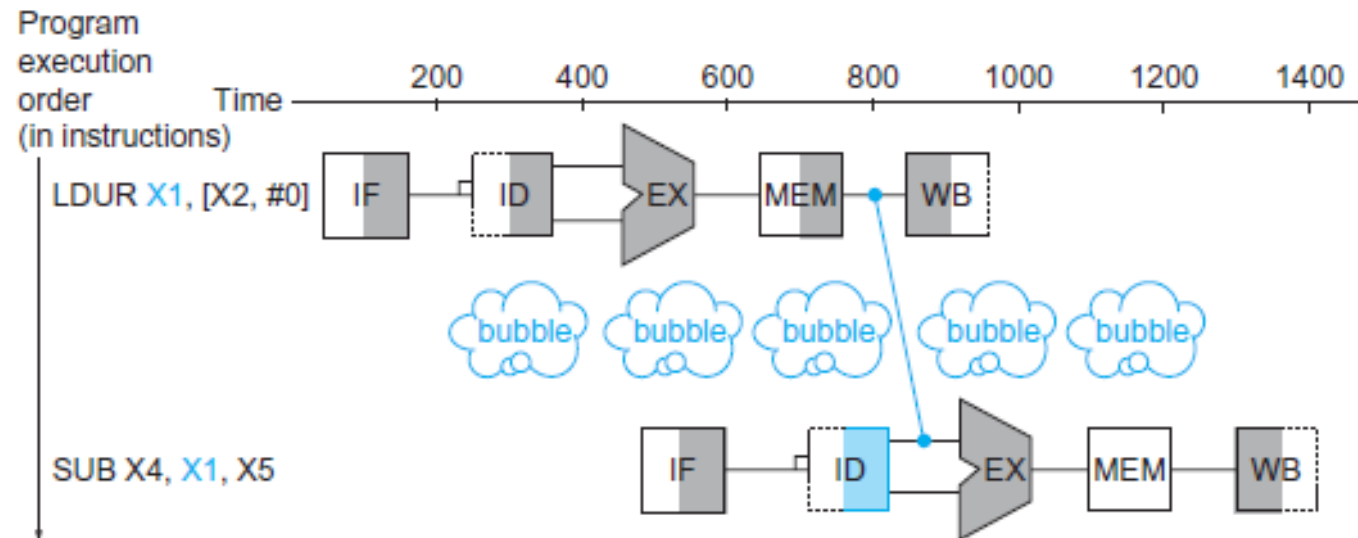 Program
execution
order
(in instructions)
Time
200 400 600 800 1000 1200 1400
LDUR X1, [X2, #0]
IF ID EX MEM WB
bubble bubble bubble bubble bubble
SUB X4, X1, X5
IF ID EX MEM WB